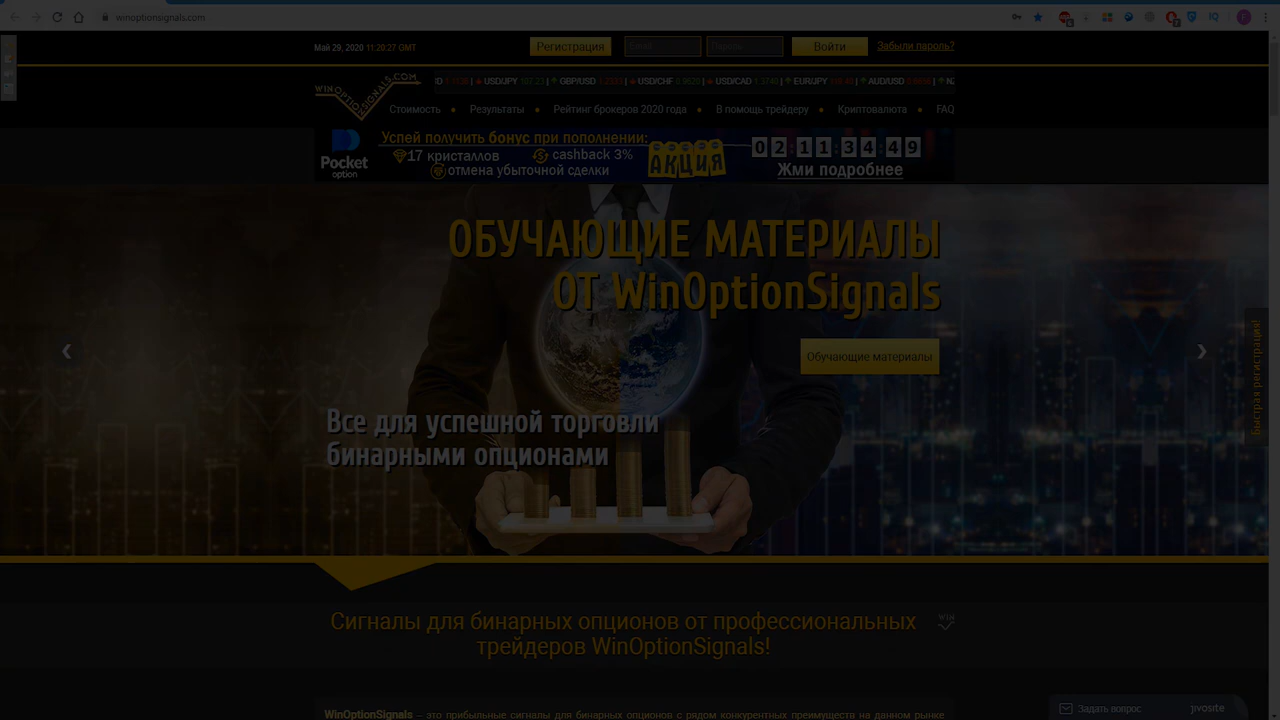 winoptionsignals.com
Май 29, 2020 11:20:27 GMT
Регистрация
Email
Пароль
Войти
Забыли пароль?
WINOPTIONSIGNALS.COM
USD/JPY 107.23 | GBP/USD | USD/CHF | USD/CAD | EUR/JPY | AUD/USD
Стоимость
Результаты
Рейтинг брокеров 2020 года
В помощь трейдеру
Криптовалюта
FAQ
Pocket
option
Успей получить бонус при пополнении:
17 кристаллов
cashback 3%
отмена убыточной сделки
АКЦИЯ
02:11:34:49
Жми подробнее
ОБУЧАЮЩИЕ МАТЕРИАЛЫ
ОТ WinOptionSignals
Обучающие материалы
Быстрая регистрация!
Все для успешной торговли
бинарными опционами
Сигналы для бинарных опционов от профессиональных
трейдеров WinOptionSignals!
WinOptionSignals – это прибыльные сигналы для бинарных опционов с рядом конкурентных преимуществ на данном рынке
Задать вопрос
jivosite